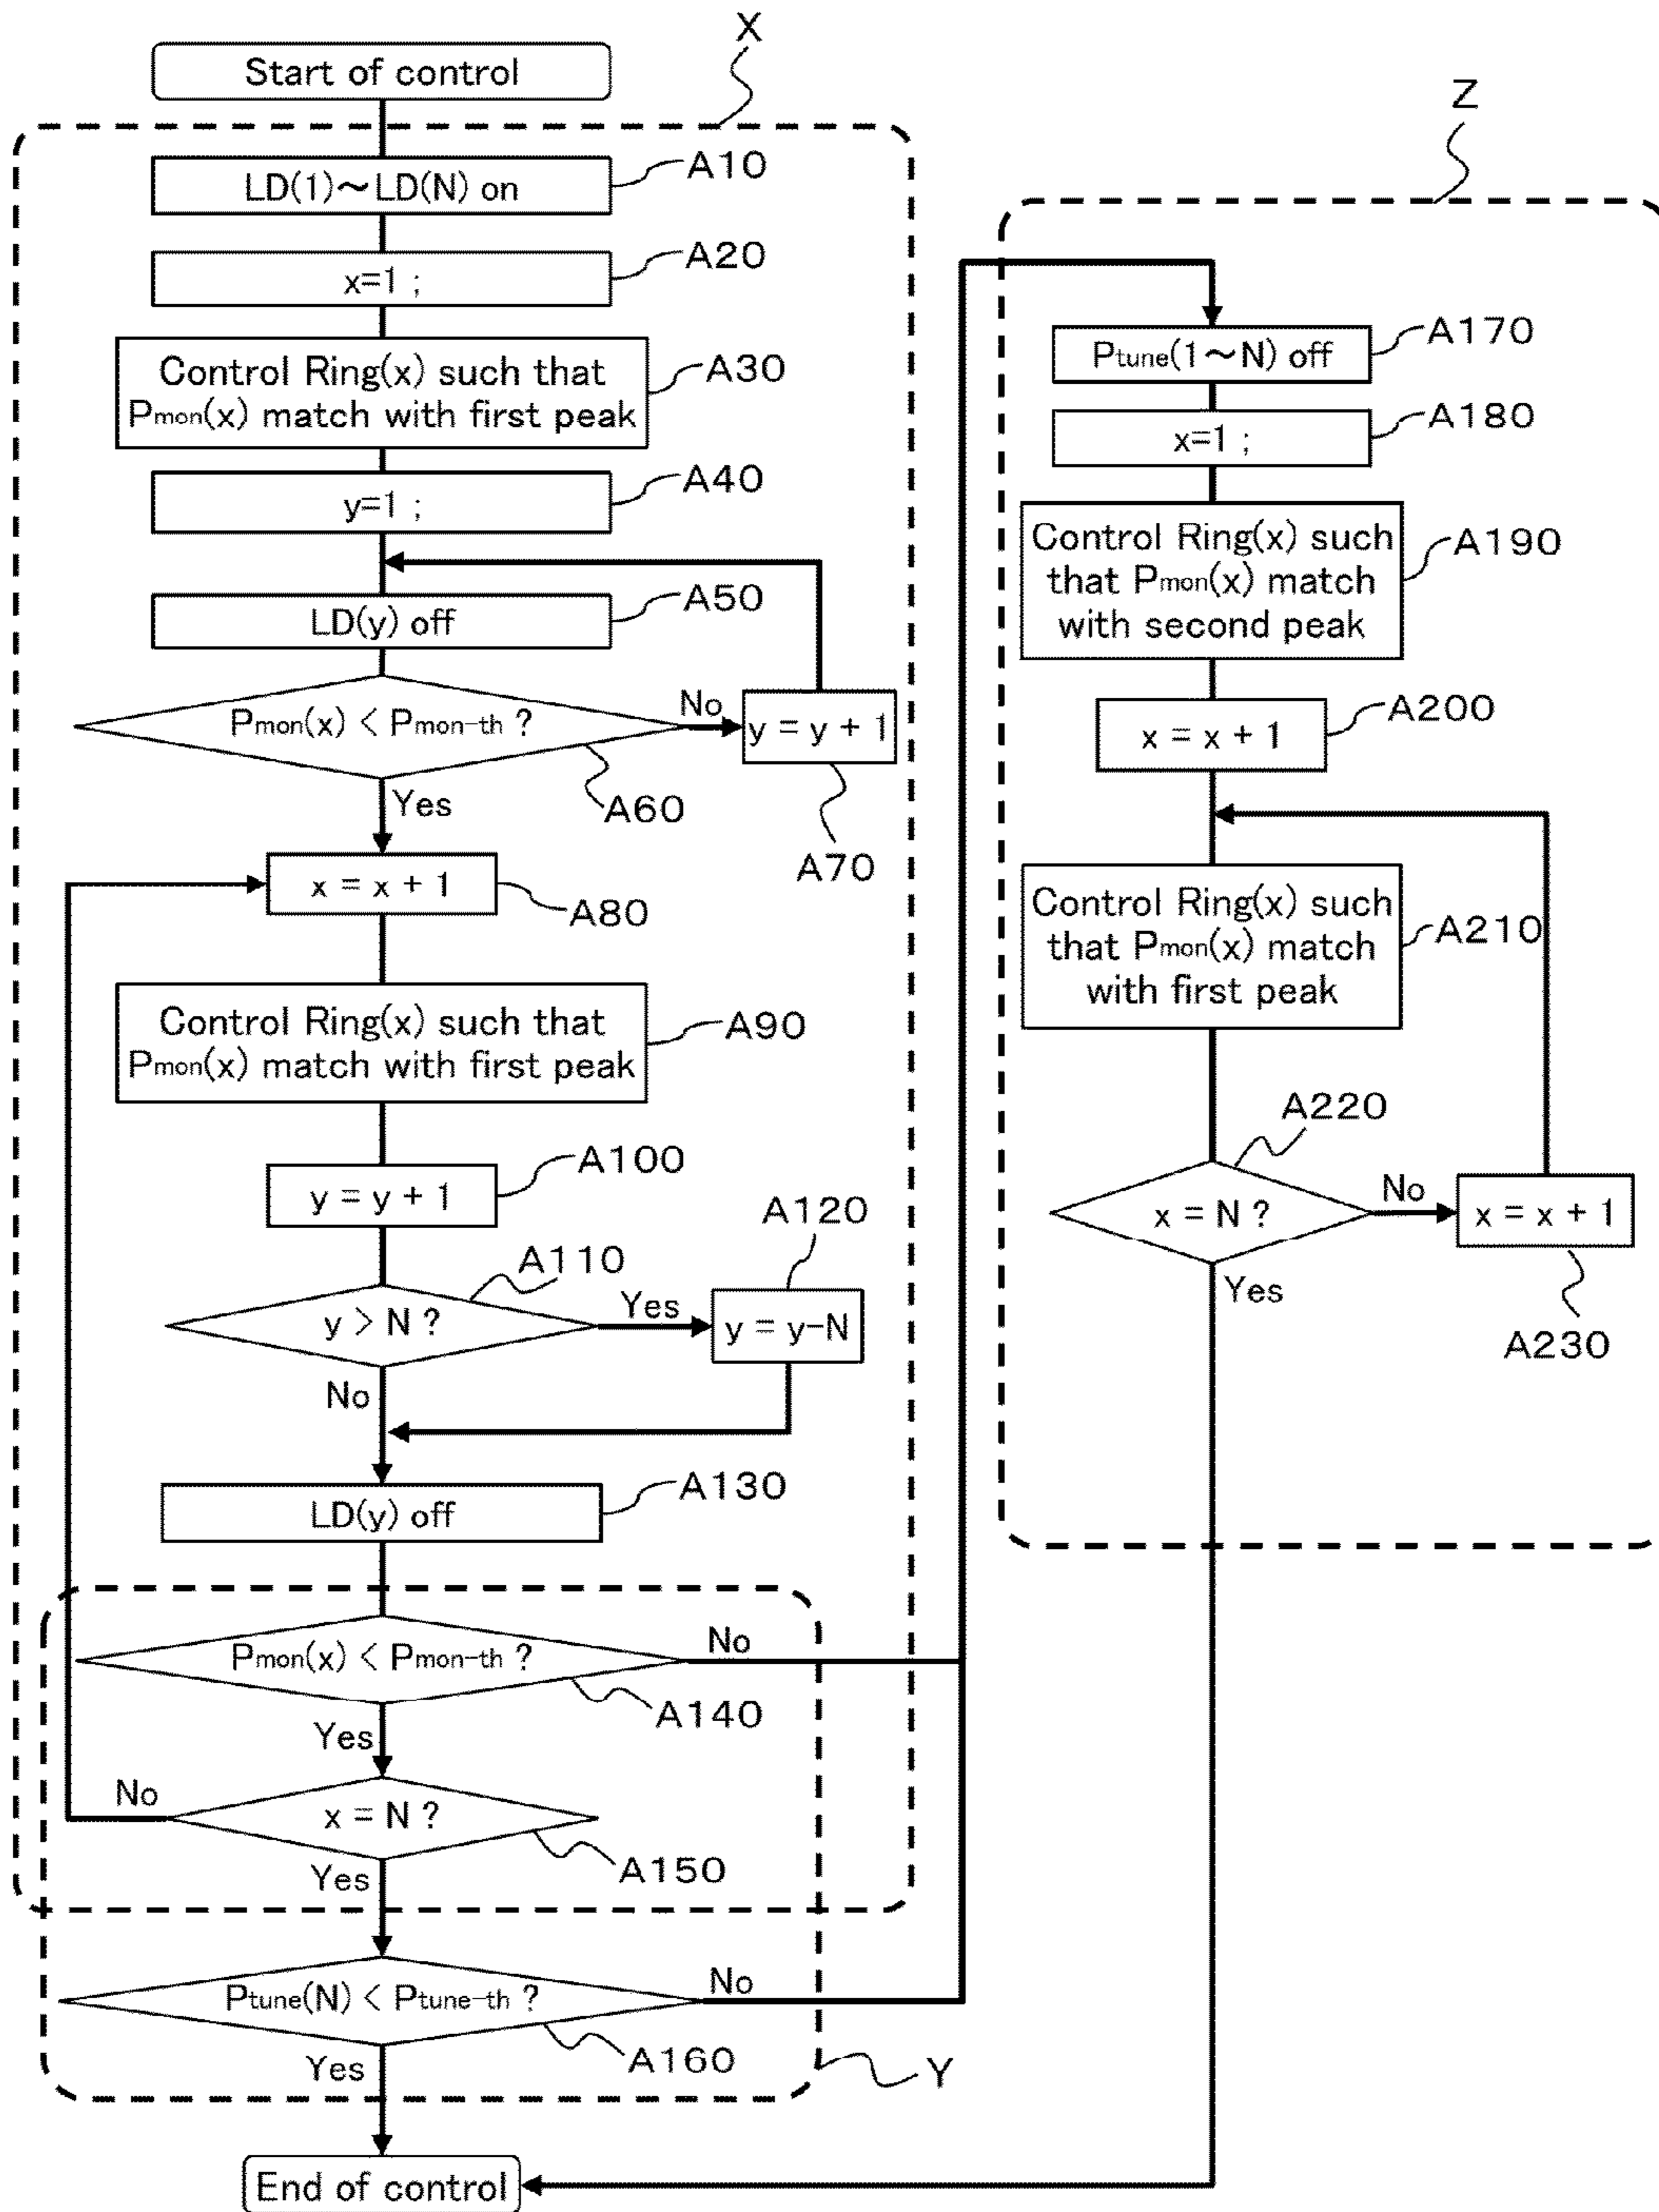 X
Start of control
A10
LD(1)~LD(N) on
A20
x=1 ;
A30
Control Ring(x) such that
Pmon(x) match with first peak
A40
y=1 ;
A50
LD(y) off
Pmon(x) < Pmon-th ?
No
y = y + 1
A60
Yes
A70
x = x + 1
A80
Control Ring(x) such that
Pmon(x) match with first peak
A90
A100
y = y + 1
A120
A110
y > N ?
Yes
y = y-N
No
A130
LD(y) off
Pmon(x) < Pmon-th ?
No
A140
Yes
No
x = N ?
A150
Yes
Ptune(N) < Ptune-th ?
No
A160
Yes
Y
End of control
Z
A170
Ptune(1~N) off
A180
x=1 ;
Control Ring(x) such
that Pmon(x) match
with second peak
A190
A200
x = x + 1
Control Ring(x) such
that Pmon(x) match
with first peak
A210
A220
x = N ?
No
x = x + 1
Yes
A230